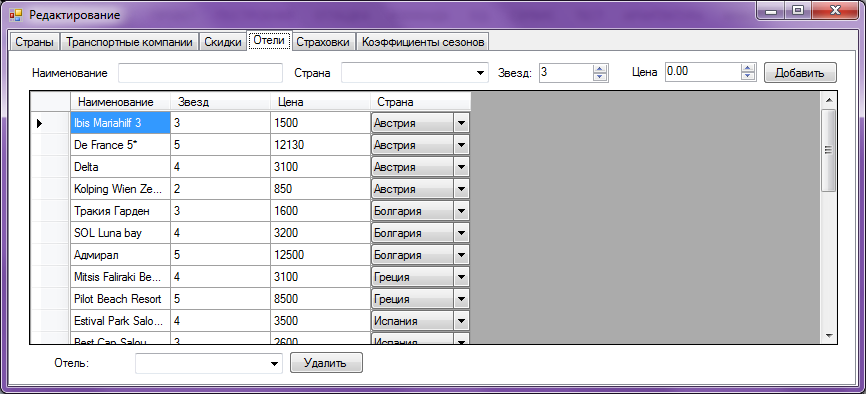 Редактирование
Страны Транспортные компании Скидки Отели Страховки Коэффициенты сезонов
Наименование Страна Звезд: 3 Цена 0.00 Добавить
Наименование Звезд Цена Страна
Ibis Mariahilf 3 3 1500 Австрия
De France 5* 5 12130 Австрия
Delta 4 3100 Австрия
Kolping Wien Ze... 2 850 Австрия
Тракия Гарден 3 1600 Болгария
SOL Luna bay 4 3200 Болгария
Адмирал 5 12500 Болгария
Mitsis Faliraki Be... 4 3100 Греция
Pilot Beach Resort 5 8500 Греция
Estival Park Salo... 4 3500 Испания
Best Cap Salou 3 2600 Испания
Отель: Удалить